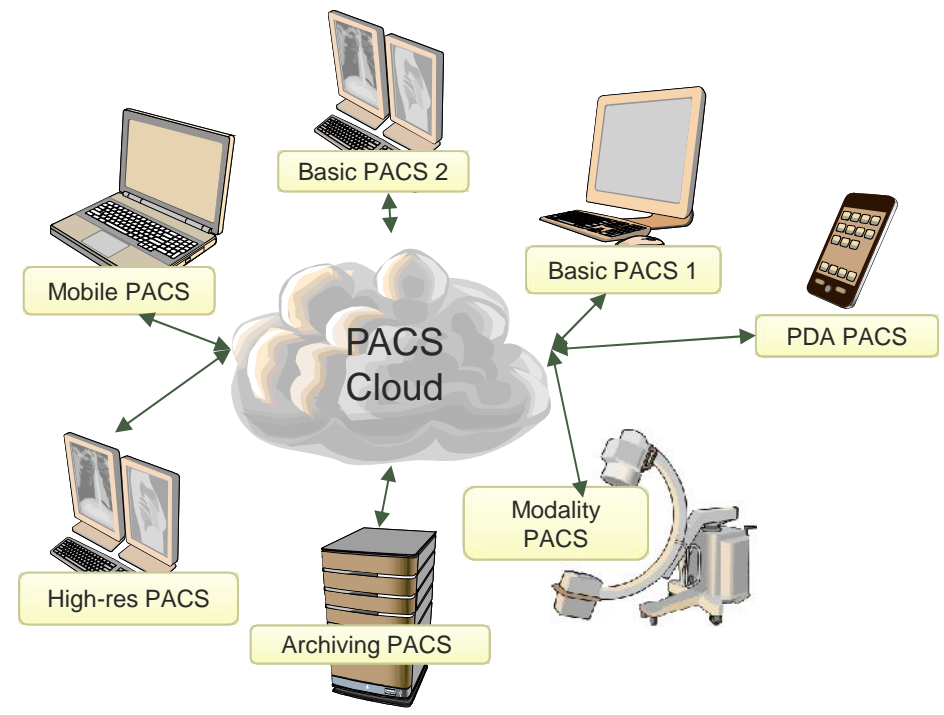 Basic PACS 2
Basic PACS 1
Mobile PACS
PDA PACS
PACS
Cloud
Modality
PACS
High-res PACS
Archiving PACS